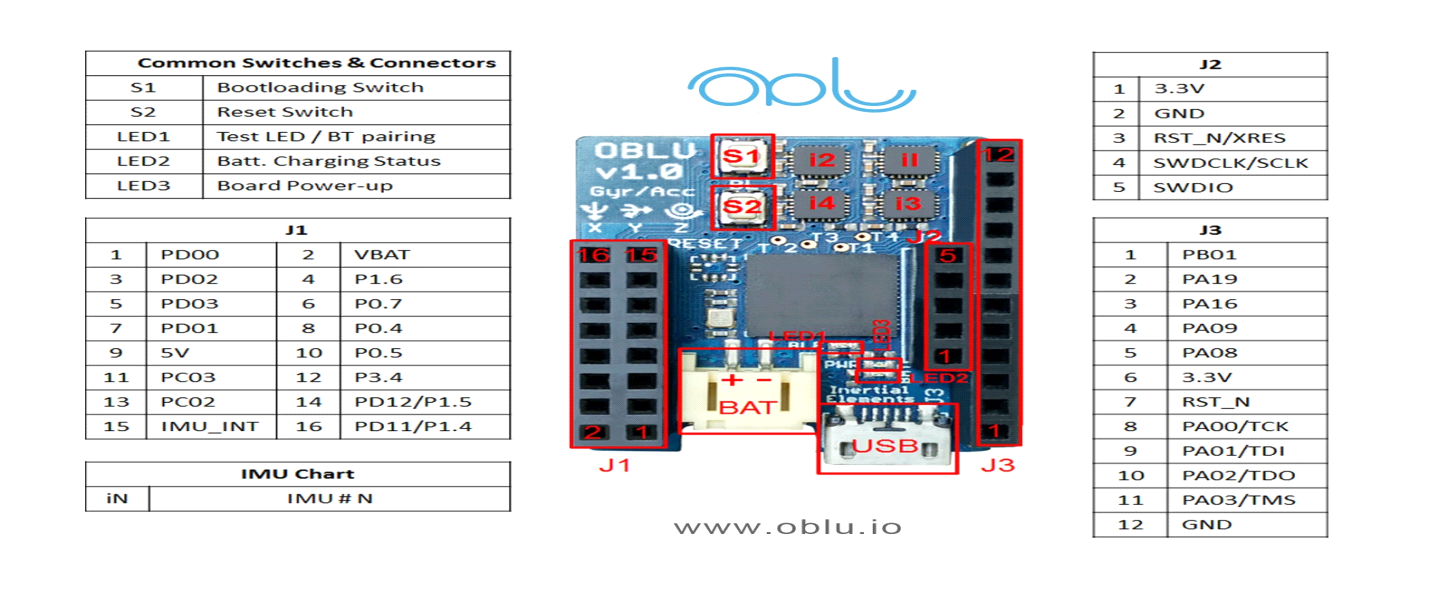 Common Switches & Connectors
S1 Bootloading Switch
S2 Reset Switch
LED1 Test LED / BT pairing
LED2 Batt. Charging Status
LED3 Board Power-up
J1
1 PD00 2 VBAT
3 PD02 4 P1.6
5 PD03 6 P0.7
7 PD01 8 P0.4
9 5V 10 P0.5
11 PC03 12 P3.4
13 PC02 14 PD12/P1.5
15 IMU_INT 16 PD11/P1.4
IMU Chart
iN IMU # N
oblu
OBLU
v1.0
Gyr/Acc
X Y Z
RESET
S1
S2
i2 i1
i4 i3
T3 T4
T 2 T1
J2
16 15
12
5
LED1
LED3
PWR
1
LED2
+ -
BAT
Inertial
Elements
J3
USB
2 1
1
J1
J3
www.oblu.io
J2
1 3.3V
2 GND
3 RST_N/XRES
4 SWDCLK/SCLK
5 SWDIO
J3
1 PB01
2 PA19
3 PA16
4 PA09
5 PA08
6 3.3V
7 RST_N
8 PA00/TCK
9 PA01/TDI
10 PA02/TDO
11 PA03/TMS
12 GND